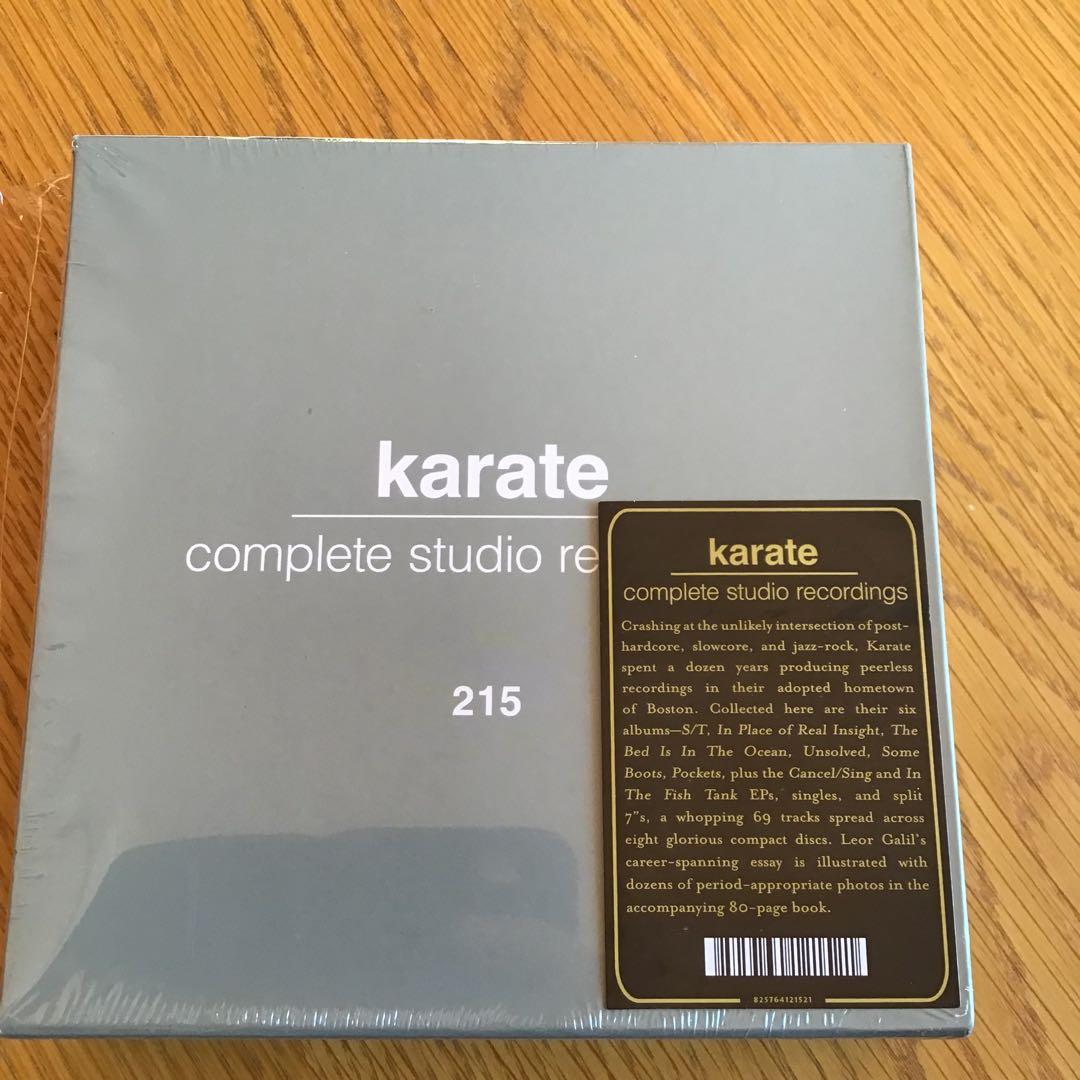 karate
complete studio re
215
karate
complete studio recordings
Crashing at the unlikely intersection of post-
hardcore, slowcore, and jazz-rock, Karate
spent a dozen years producing peerless
recordings in their adopted hometown
of Boston. Collected here are their six
albums—S/T, In Place of Real Insight, The
Bed Is In The Ocean, Unsolved, Some
Boots, Pockets, plus the Cancel/Sing and In
The Fish Tank EPs, singles, and split
7"s, a whopping 69 tracks spread across
eight glorious compact discs. Leor Galil's
career-spanning essay is illustrated with
dozens of period-appropriate photos in the
accompanying 80-page book.
825764121521